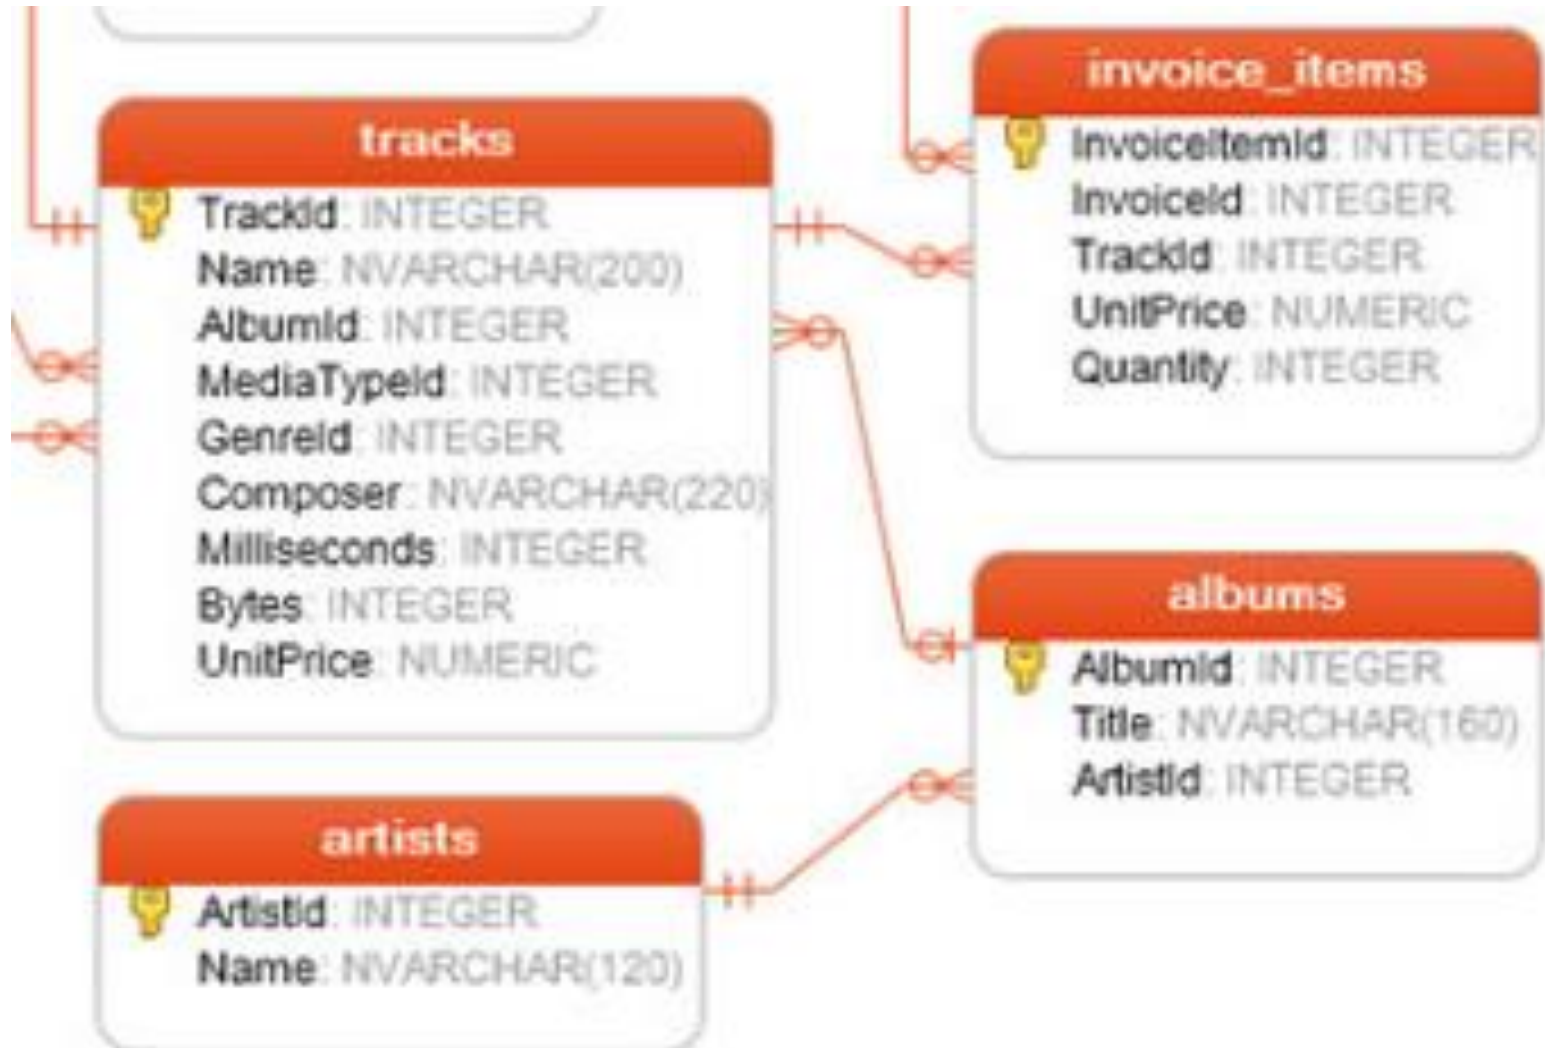 tracks
TrackId: INTEGER
Name: NVARCHAR(200)
AlbumId: INTEGER
MediaTypeId: INTEGER
GenreId: INTEGER
Composer: NVARCHAR(220)
Milliseconds: INTEGER
Bytes: INTEGER
UnitPrice: NUMERIC
invoice_items
InvoiceItemId: INTEGER
InvoiceId: INTEGER
TrackId: INTEGER
UnitPrice: NUMERIC
Quantity: INTEGER
albums
AlbumId: INTEGER
Title: NVARCHAR(160)
ArtistId: INTEGER
artists
ArtistId: INTEGER
Name: NVARCHAR(120)